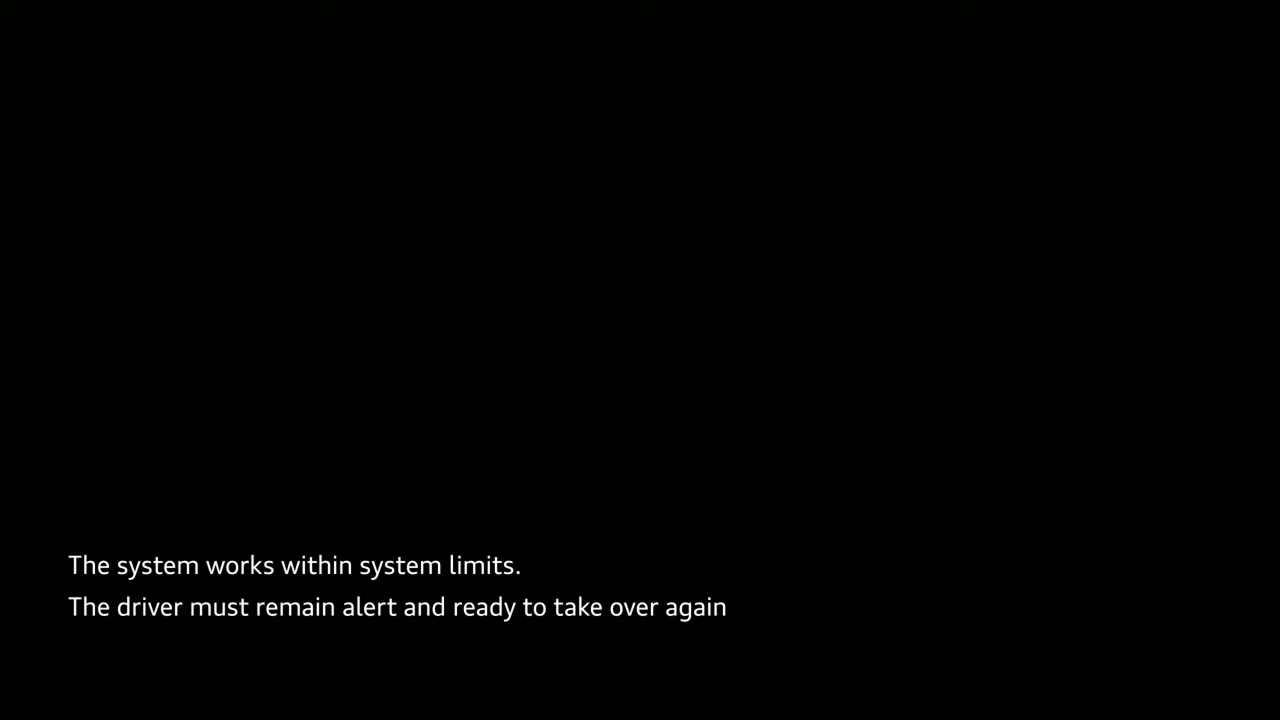 The system works within system limits.
The driver must remain alert and ready to take over again